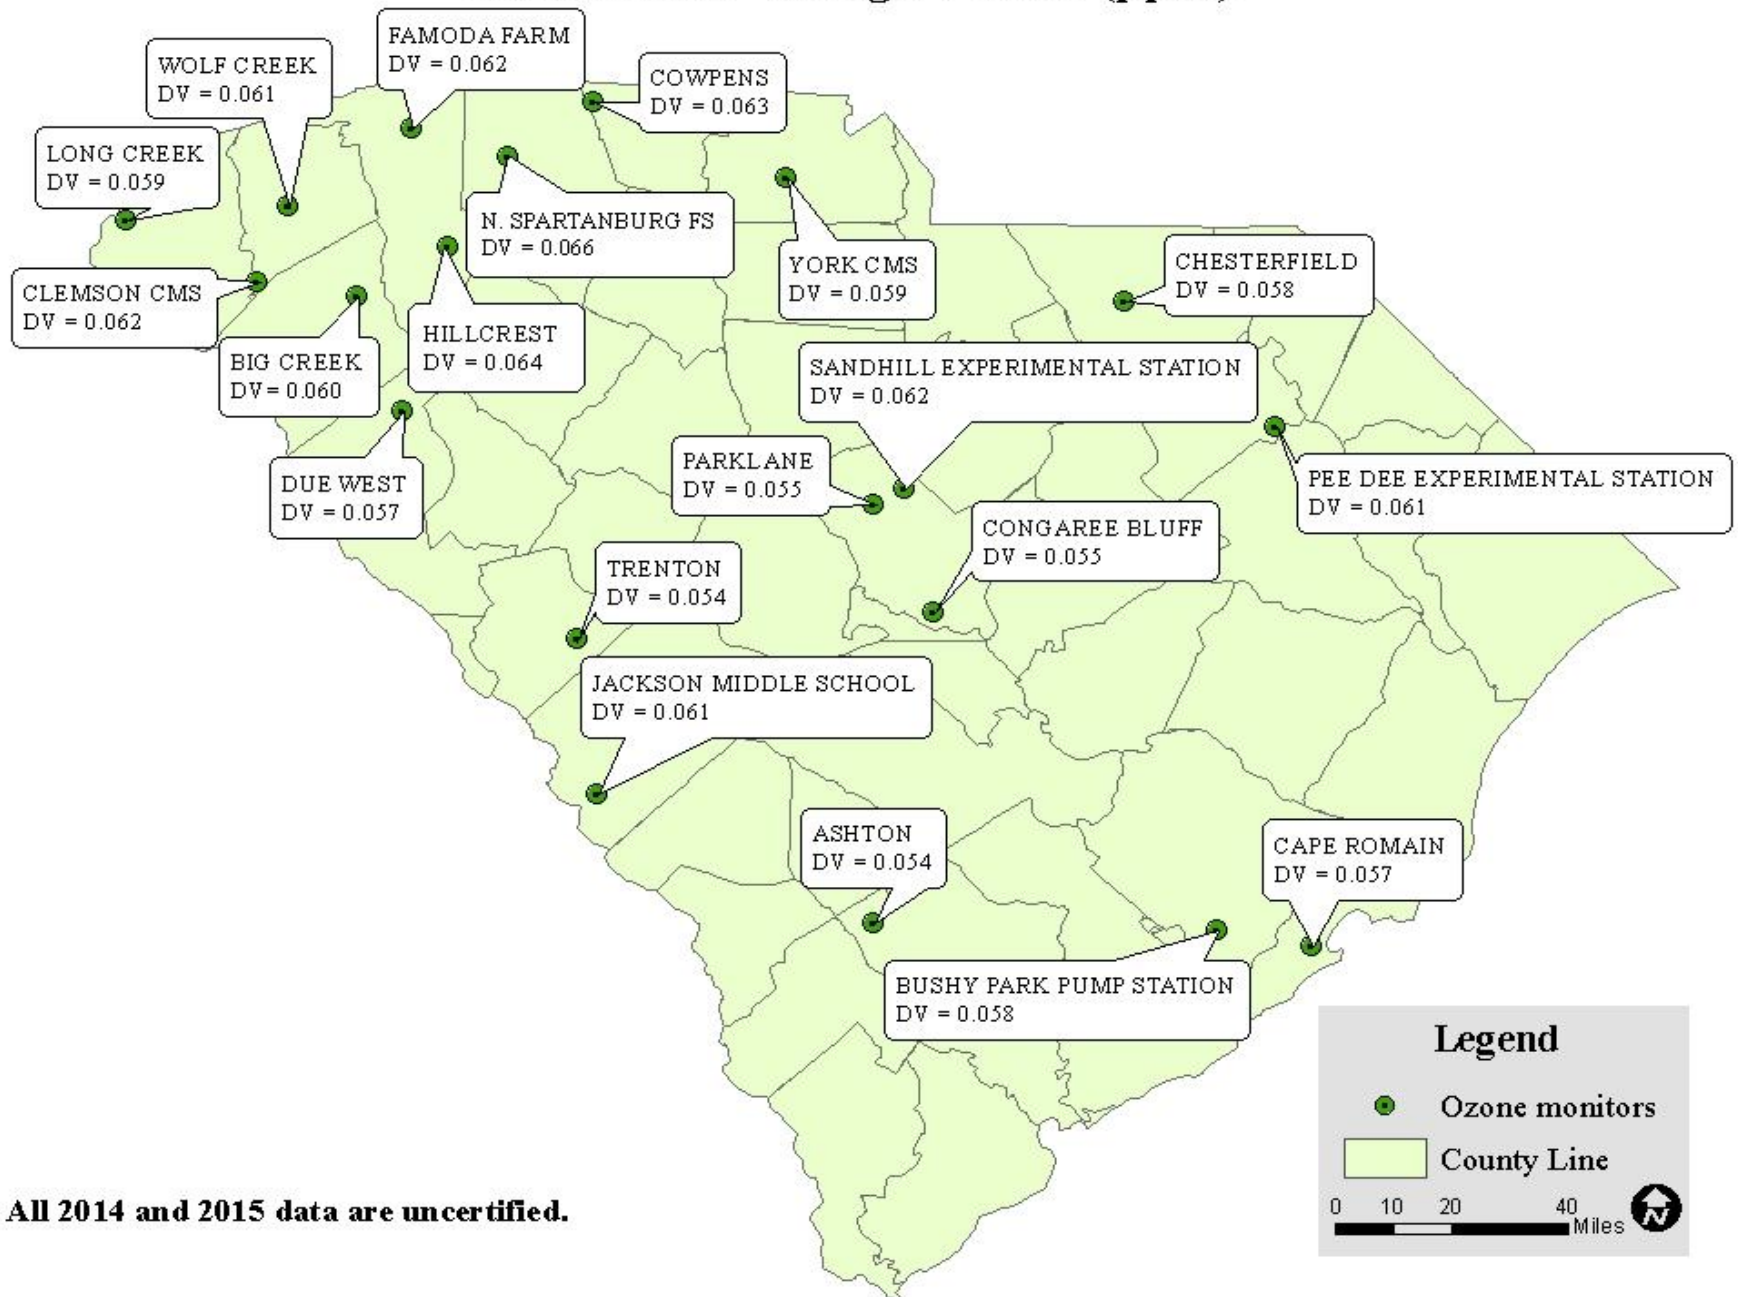 FAMODA FARM
DV = 0.062
WOLF CREEK
DV = 0.061
COWPENS
DV = 0.063
LONG CREEK
DV = 0.059
N. SPARTANBURG FS
DV = 0.066
YORK CMS
DV = 0.059
CHESTERFIELD
DV = 0.058
CLEMSON CMS
DV = 0.062
HILLCREST
DV = 0.064
BIG CREEK
DV= 0.060
SANDHILL EXPERIMENTAL STATION
DV = 0.062
PARKLANE
DV = 0.055
PEE DEE EXPERIMENTAL STATION
DV = 0.061
DUE WEST
DV = 0.057
CONGAREE BLUFF
DV = 0.055
TRENTON
DV = 0.054
JACKSON MIDDLE SCHOOL
DV = 0.061
ASHTON
DV = 0.054
CAPE ROMAIN
DV = 0.057
BUSHY PARK PUMP STATION
DV = 0.058
Legend
Ozone monitors
County Line
0 10 20 40
Miles
N
All 2014 and 2015 data are uncertified.